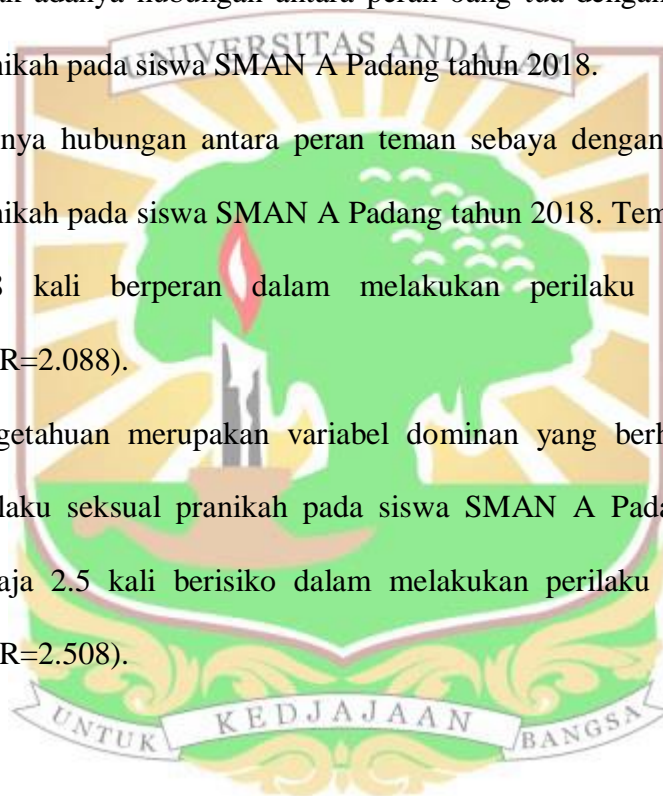 adanya hubungan antara peran oang tua dengan
UNIVERSITAS ANDALAS
nikah pada siswa SMAN A Padang tahun 2018.
nya hubungan antara peran teman sebaya dengan
nikah pada siswa SMAN A Padang tahun 2018. Tem
8 kali berperan dalam melakukan perilaku
R=2.088).
getahuan merupakan variabel dominan yang berh
laku seksual pranikah pada siswa SMAN A Pada
aja 2.5 kali berisiko dalam melakukan perilaku
R=2.508).
UNTUK KEDJAJAAN BANGSA